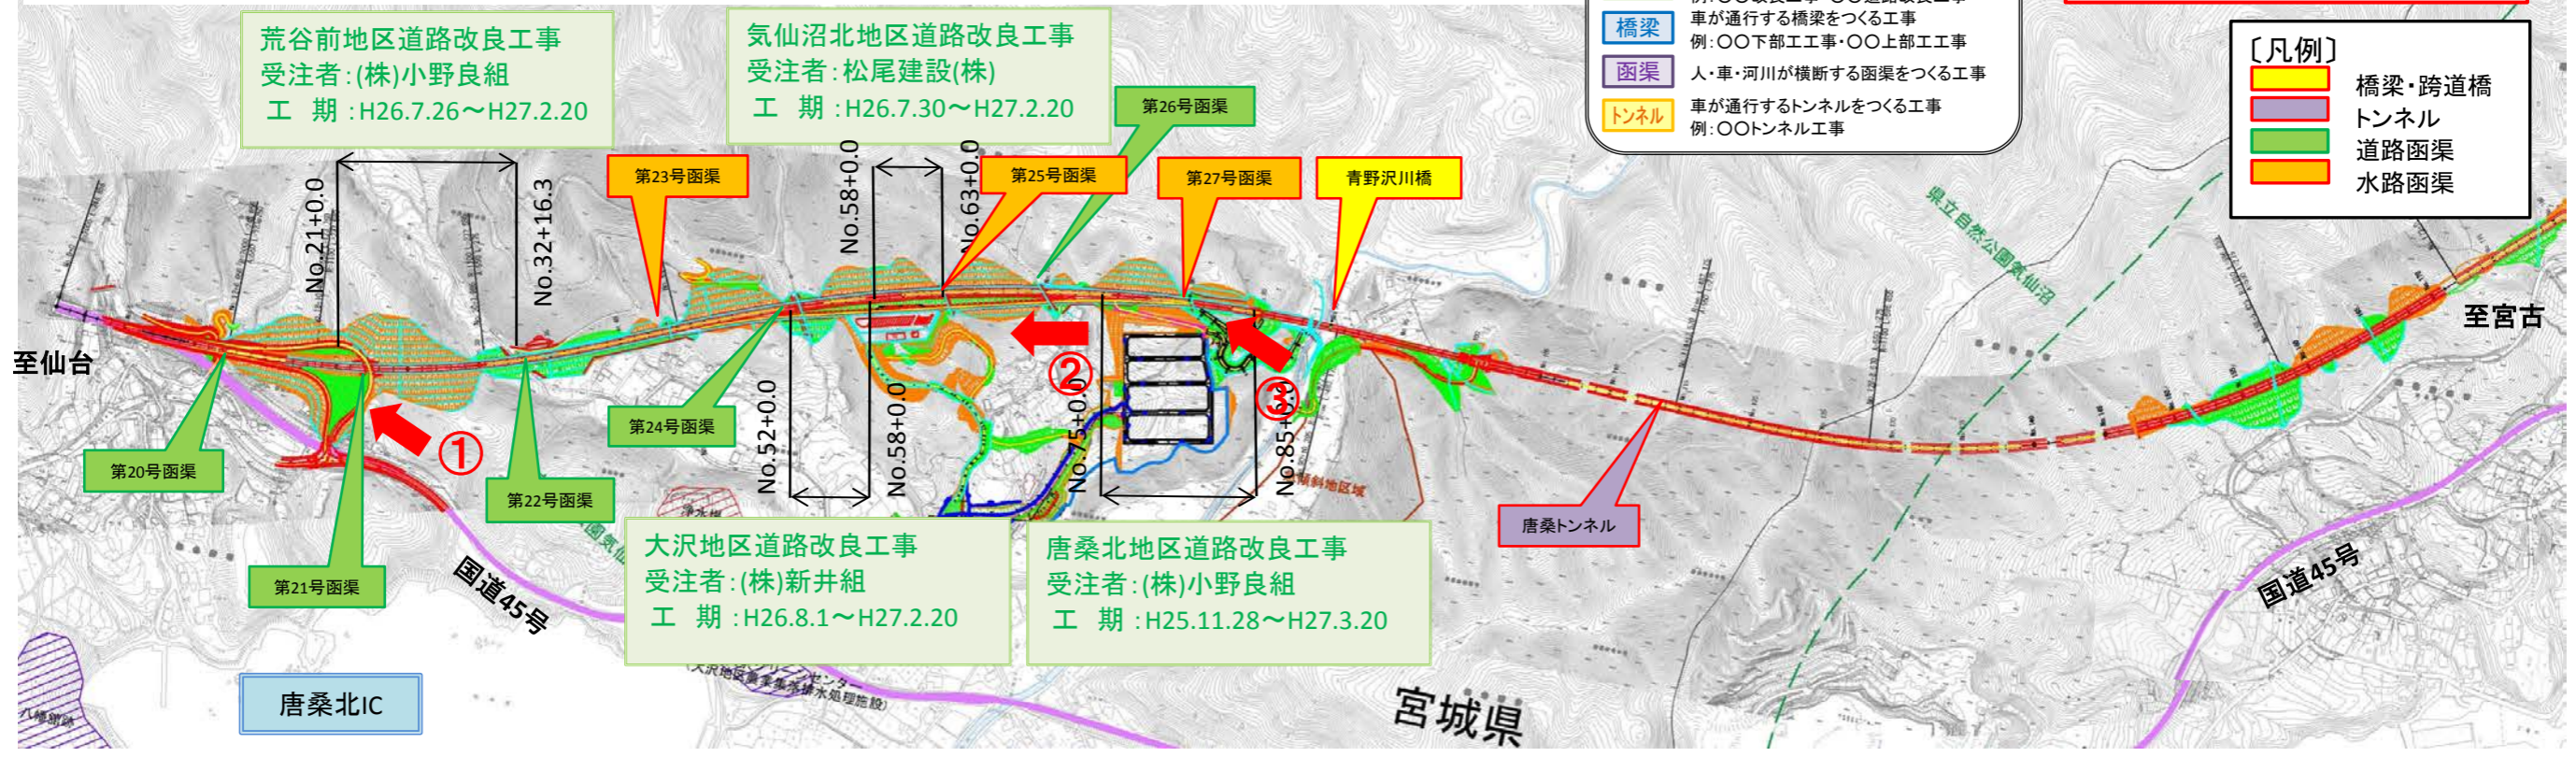 荒谷前地区道路改良工事
受注者:(株)小野良組
工　期:H26.7.26～H27.2.20
気仙沼北地区道路改良工事
受注者:松尾建設(株)
工　期:H26.7.30～H27.2.20
橋梁
車が通行する橋梁をつくる工事
例:〇〇下部工工事・〇〇上部工工事
函渠
人・車・河川が横断する函渠をつくる工事
トンネル
車が通行するトンネルをつくる工事
例:〇〇トンネル工事
〔凡例〕
橋梁・跨道橋
トンネル
道路函渠
水路函渠
第26号函渠
第23号函渠
第25号函渠
第27号函渠
青野沢川橋
No.21+0.0
No.32+16.3
No.58+0.0
No.63+0.0
県立自然公園気仙沼
至仙台
至宮古
①
②
③
第20号函渠
第21号函渠
第22号函渠
第24号函渠
No.52+0.0
No.58+0.0
No.75+0.0
No.85+0.0
唐桑トンネル
国道45号
国道45号
大沢地区道路改良工事
受注者:(株)新井組
工　期:H26.8.1～H27.2.20
唐桑北地区道路改良工事
受注者:(株)小野良組
工　期:H25.11.28～H27.3.20
唐桑北IC
宮城県